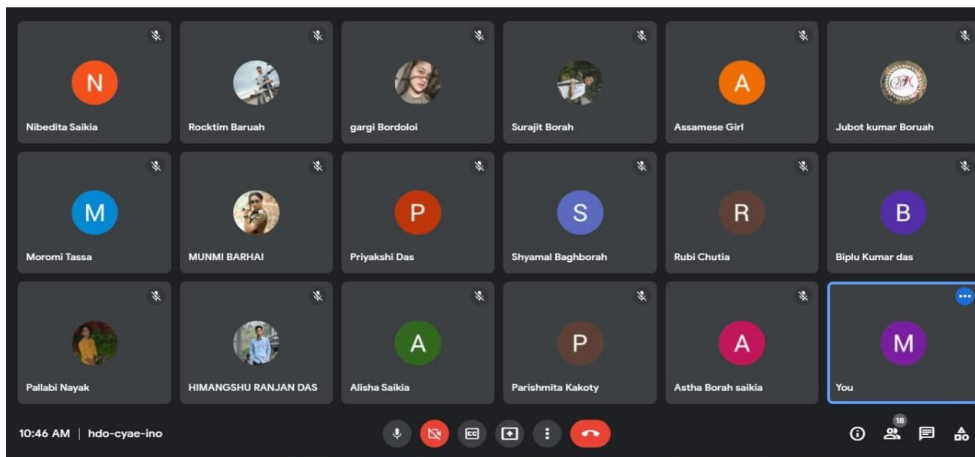 N
Nibedita Saikia
Rocktim Baruah
gargi Bordoloi
Surajit Borah
A
Assamese Girl
Jubot kumar Boruah
M
Moromi Tassa
MUNMI BARHAI
P
Priyakshi Das
S
Shyamal Baghborah
R
Rubi Chutia
B
Biplu Kumar das
Pallabi Nayak
HIMANGSHU RANJAN DAS
A
Alisha Saikia
P
Parishmita Kakoty
A
Astha Borah saikia
M
You
10:46 AM | hdo-cyae-ino
CC
18